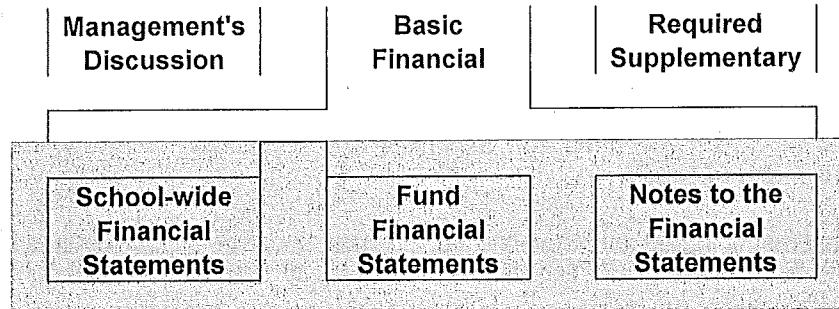 Management's
Discussion
Basic
Financial
Required
Supplementary
School-wide
Financial
Statements
Fund
Financial
Statements
Notes to the
Financial
Statements